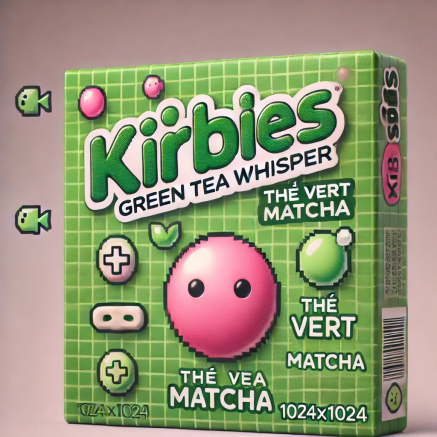 Kirbies
GREEN TEA WHISPER
THÉ VERT
MATCHA
THÉ
VERT
MATCHA
THÉ VEA
MATCHA
1024x1024